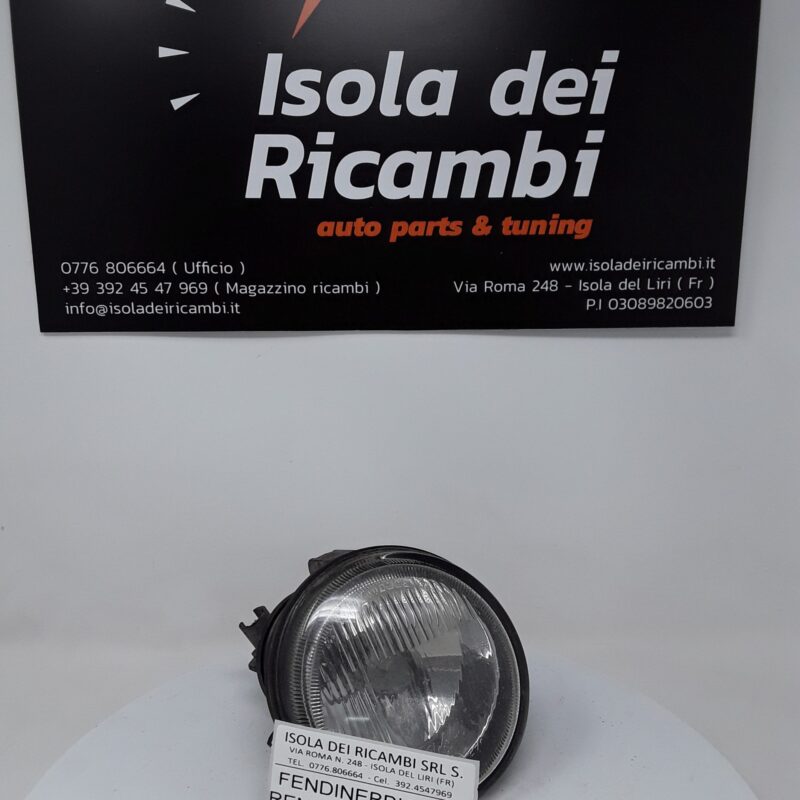 Isola dei
Ricambi
auto parts & tuning
0776 806664 ( Ufficio )
+39 392 45 47 969 ( Magazzino ricambi )
info@isoladeiricambi.it
www.isoladeiricambi.it
Via Roma 248 - Isola del Liri ( Fr )
P.I 03089820603
ISOLA DEI RICAMBI SRL S.
VIA ROMA N. 248 - ISOLA DEL LIRI (FR)
TEL. 0776.806664 - Cel. 392.4547969